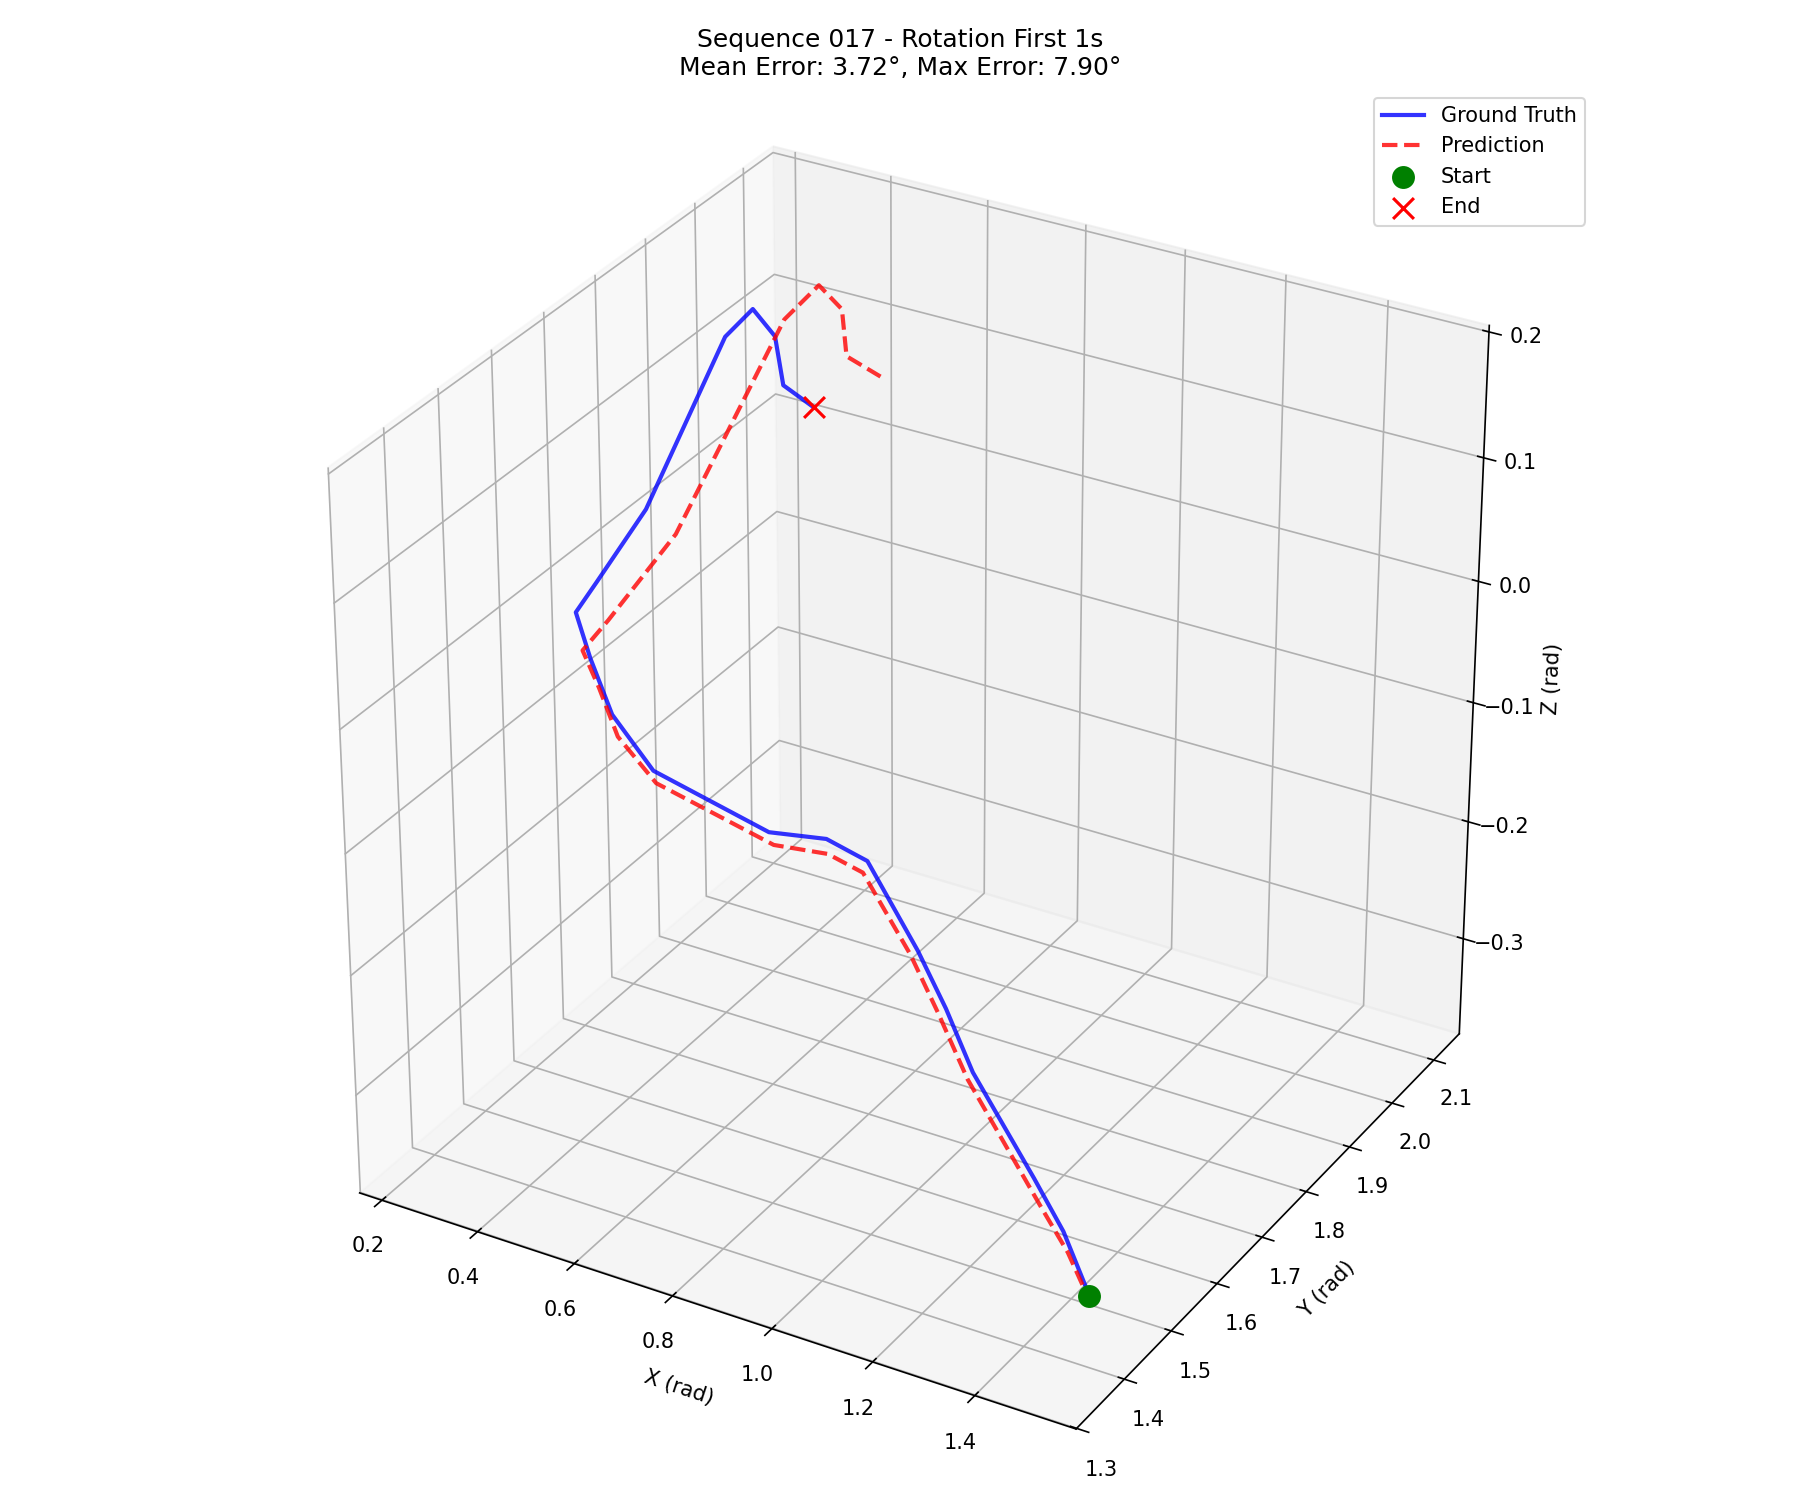 Sequence 017 - Rotation First 1s
Mean Error: 3.72°, Max Error: 7.90°
Ground Truth
Prediction
Start
End
0.2
0.1
0.0
−0.1
−0.2
−0.3
Z (rad)
2.1
2.0
1.9
1.8
1.7
1.6
1.5
1.4
1.3
Y (rad)
0.2
0.4
0.6
0.8
1.0
1.2
1.4
X (rad)